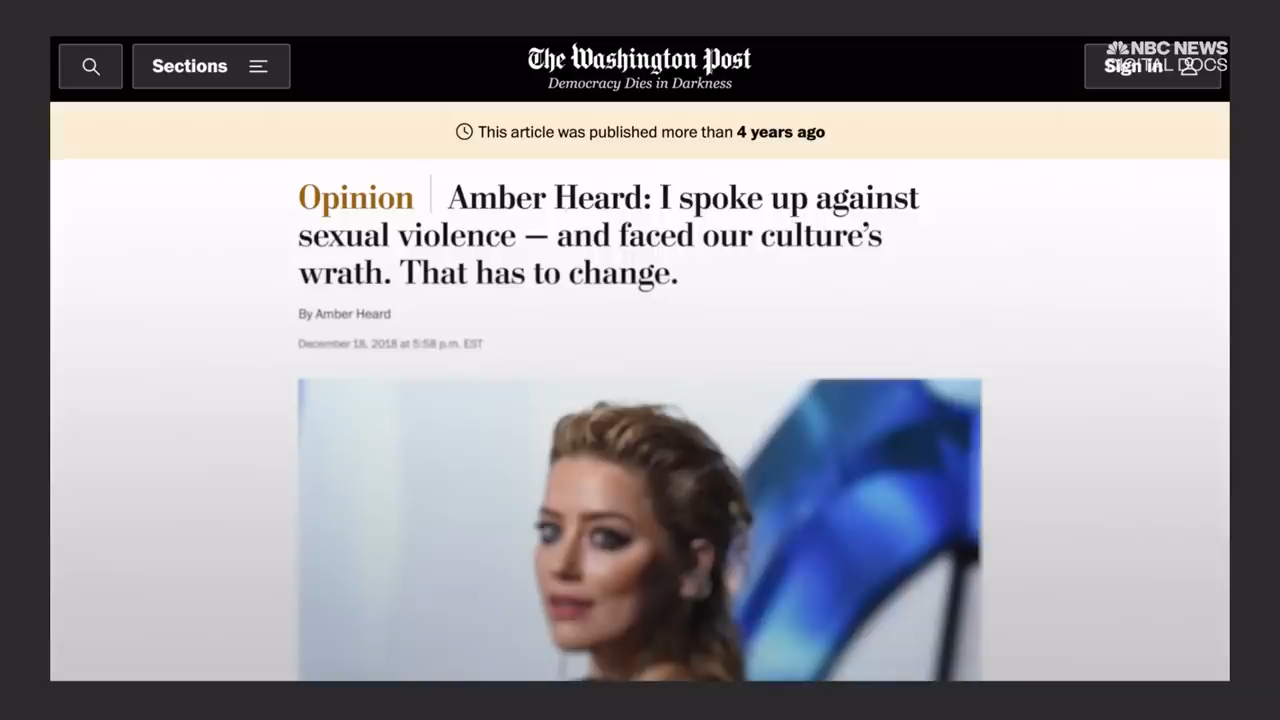 NBC NEWS
DIGITAL DOCS
Sections
The Washington Post
Democracy Dies in Darkness
Sign in
This article was published more than 4 years ago
Opinion Amber Heard: I spoke up against
sexual violence — and faced our culture’s
wrath. That has to change.
By Amber Heard
December 18, 2018 at 5:58 p.m. EST